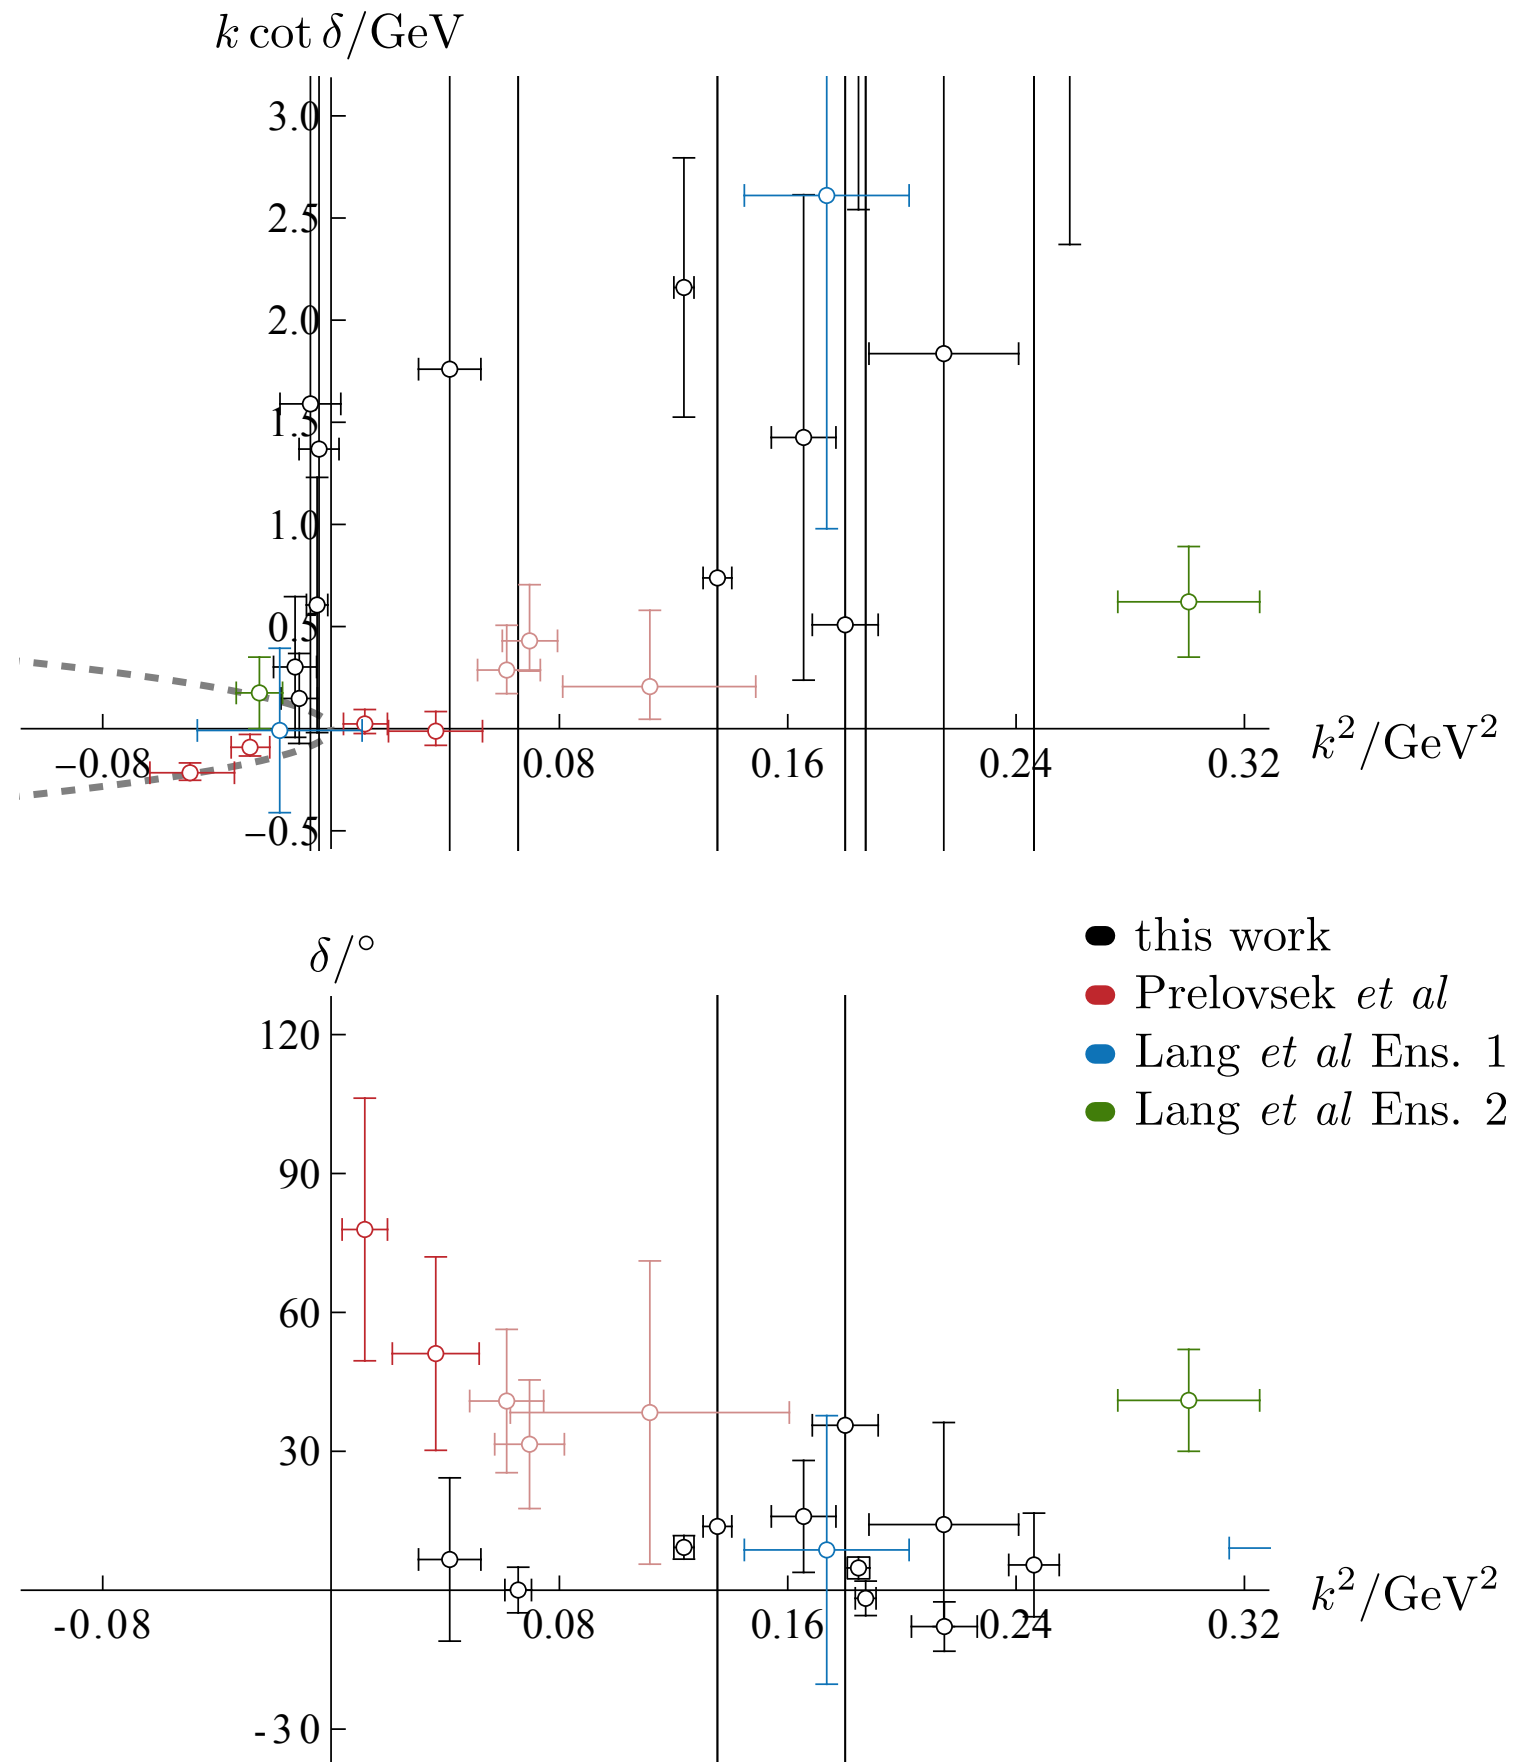 k cot δ/GeV
3.0
2.5
2.0
1.5
1.0
0.5
−0.08 0.08 0.16 0.24 0.32 k²/GeV²
−0.5
this work
δ/°
Prelovsek et al
120
Lang et al Ens. 1
Lang et al Ens. 2
90
60
30
-0.08 0.08 0.16 0.24 0.32 k²/GeV²
-30